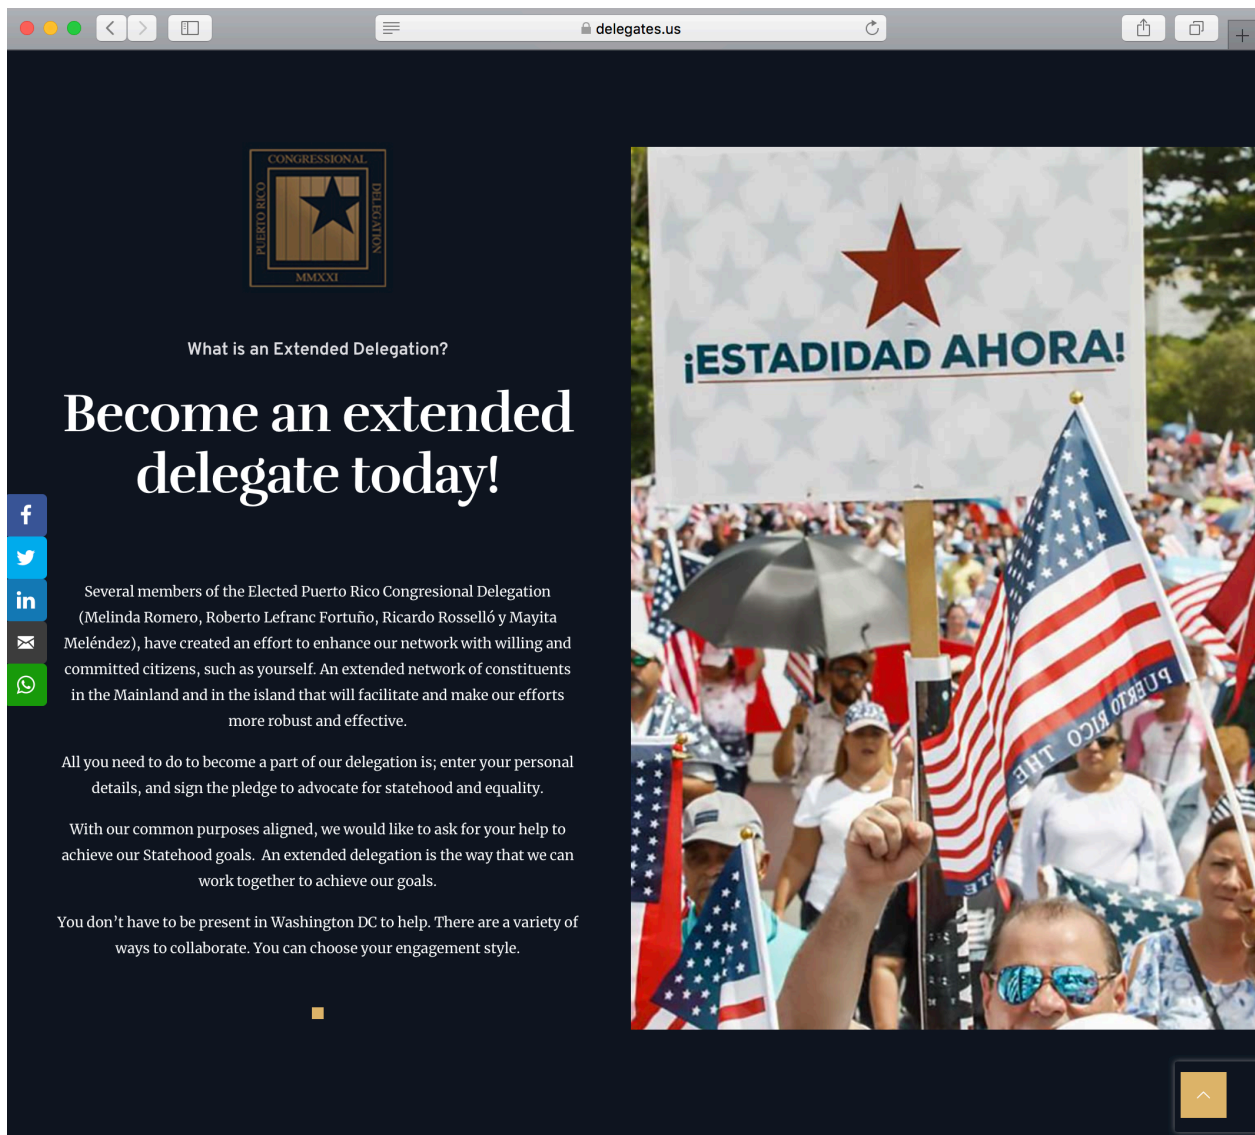 delegates.us
CONGRESSIONAL
PUERTO RICO
DELEGATION
MMXXI
What is an Extended Delegation?
Become an extended
delegate today!
Several members of the Elected Puerto Rico Congresional Delegation
(Melinda Romero, Roberto Lefranc Fortuño, Ricardo Rosselló y Mayita
Meléndez), have created an effort to enhance our network with willing and
committed citizens, such as yourself. An extended network of constituents
in the Mainland and in the island that will facilitate and make our efforts
more robust and effective.
All you need to do to become a part of our delegation is; enter your personal
details, and sign the pledge to advocate for statehood and equality.
With our common purposes aligned, we would like to ask for your help to
achieve our Statehood goals. An extended delegation is the way that we can
work together to achieve our goals.
You don’t have to be present in Washington DC to help. There are a variety of
ways to collaborate. You can choose your engagement style.
¡ESTADIDAD AHORA!
PUERTO RICO THE